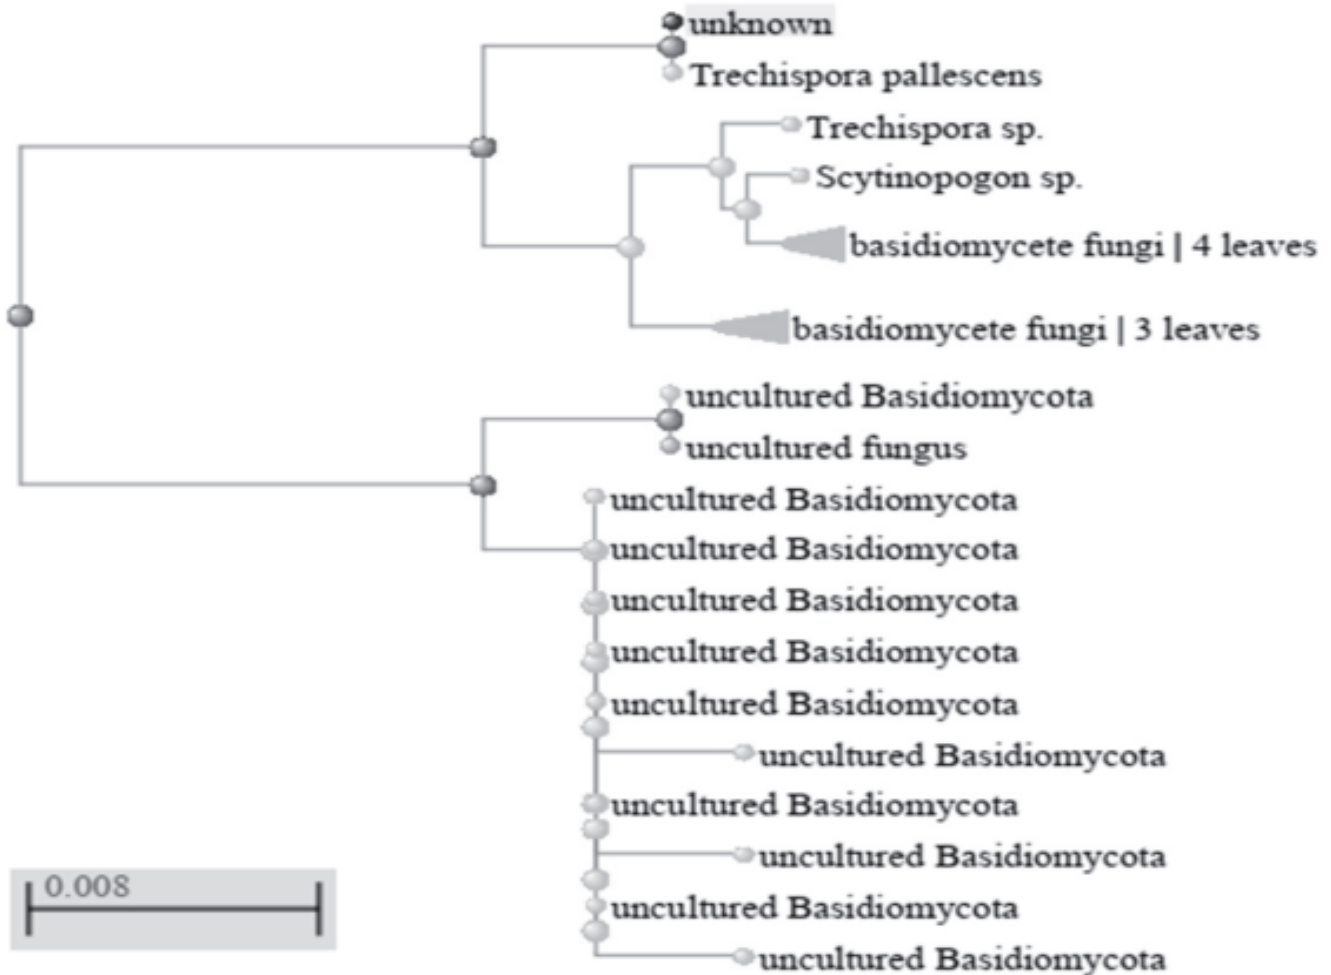 unknown
Trechispora pallescens
Trechispora sp.
Scytinopogon sp.
basidiomycete fungi | 4 leaves
basidiomycete fungi | 3 leaves
uncultured Basidiomycota
uncultured fungus
uncultured Basidiomycota
uncultured Basidiomycota
uncultured Basidiomycota
uncultured Basidiomycota
uncultured Basidiomycota
uncultured Basidiomycota
uncultured Basidiomycota
uncultured Basidiomycota
0.008
uncultured Basidiomycota
uncultured Basidiomycota